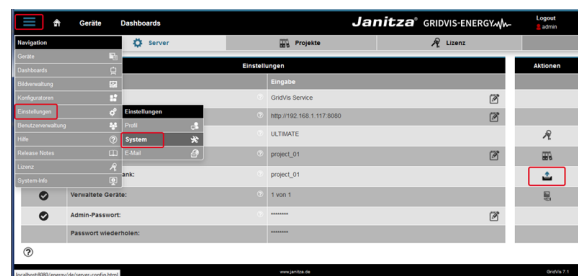 Geräte Dashboards
Janitza® GRIDVIS-ENERGY
Logout
admin
Navigation
Server
Projekte
Lizenz
Geräte
Dashboards
Bildverwaltung
Konfiguratoren
Einstellungen
Benutzerverwaltung
Hilfe
Release Notes
Lizenz
System-Info
Einstellungen
Profil
System
E-Mail
Einstellungen
Eingabe
GridVis Service
http://192.168.1.117:8080
ULTIMATE
project_01
ank:
project_01
Verwaltete Geräte:
1 von 1
Admin-Passwort:
********
Passwort wiederholen:
********
Aktionen
localhost:8080/energy/de/server-config.html
www.janitza.de
GridVis 7.1